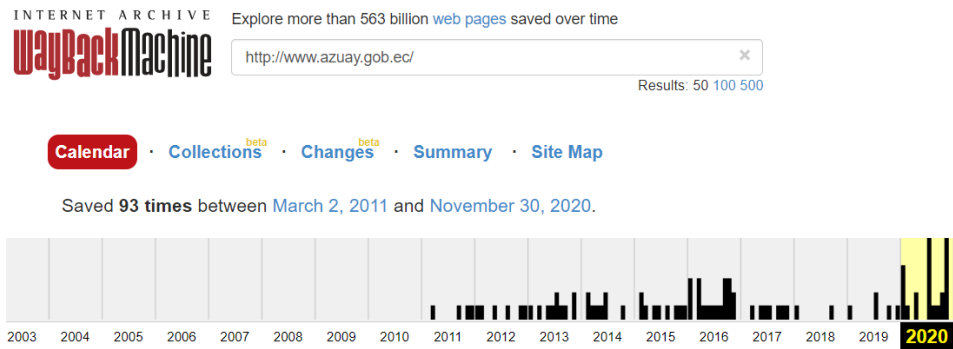 INTERNET ARCHIVE
WayBackMachine
Explore more than 563 billion web pages saved over time
http://www.azuay.gob.ec/ ×
Results: 50 100 500
Calendar · Collections beta · Changes beta · Summary · Site Map
Saved 93 times between March 2, 2011 and November 30, 2020.
2003 2004 2005 2006 2007 2008 2009 2010 2011 2012 2013 2014 2015 2016 2017 2018 2019 2020